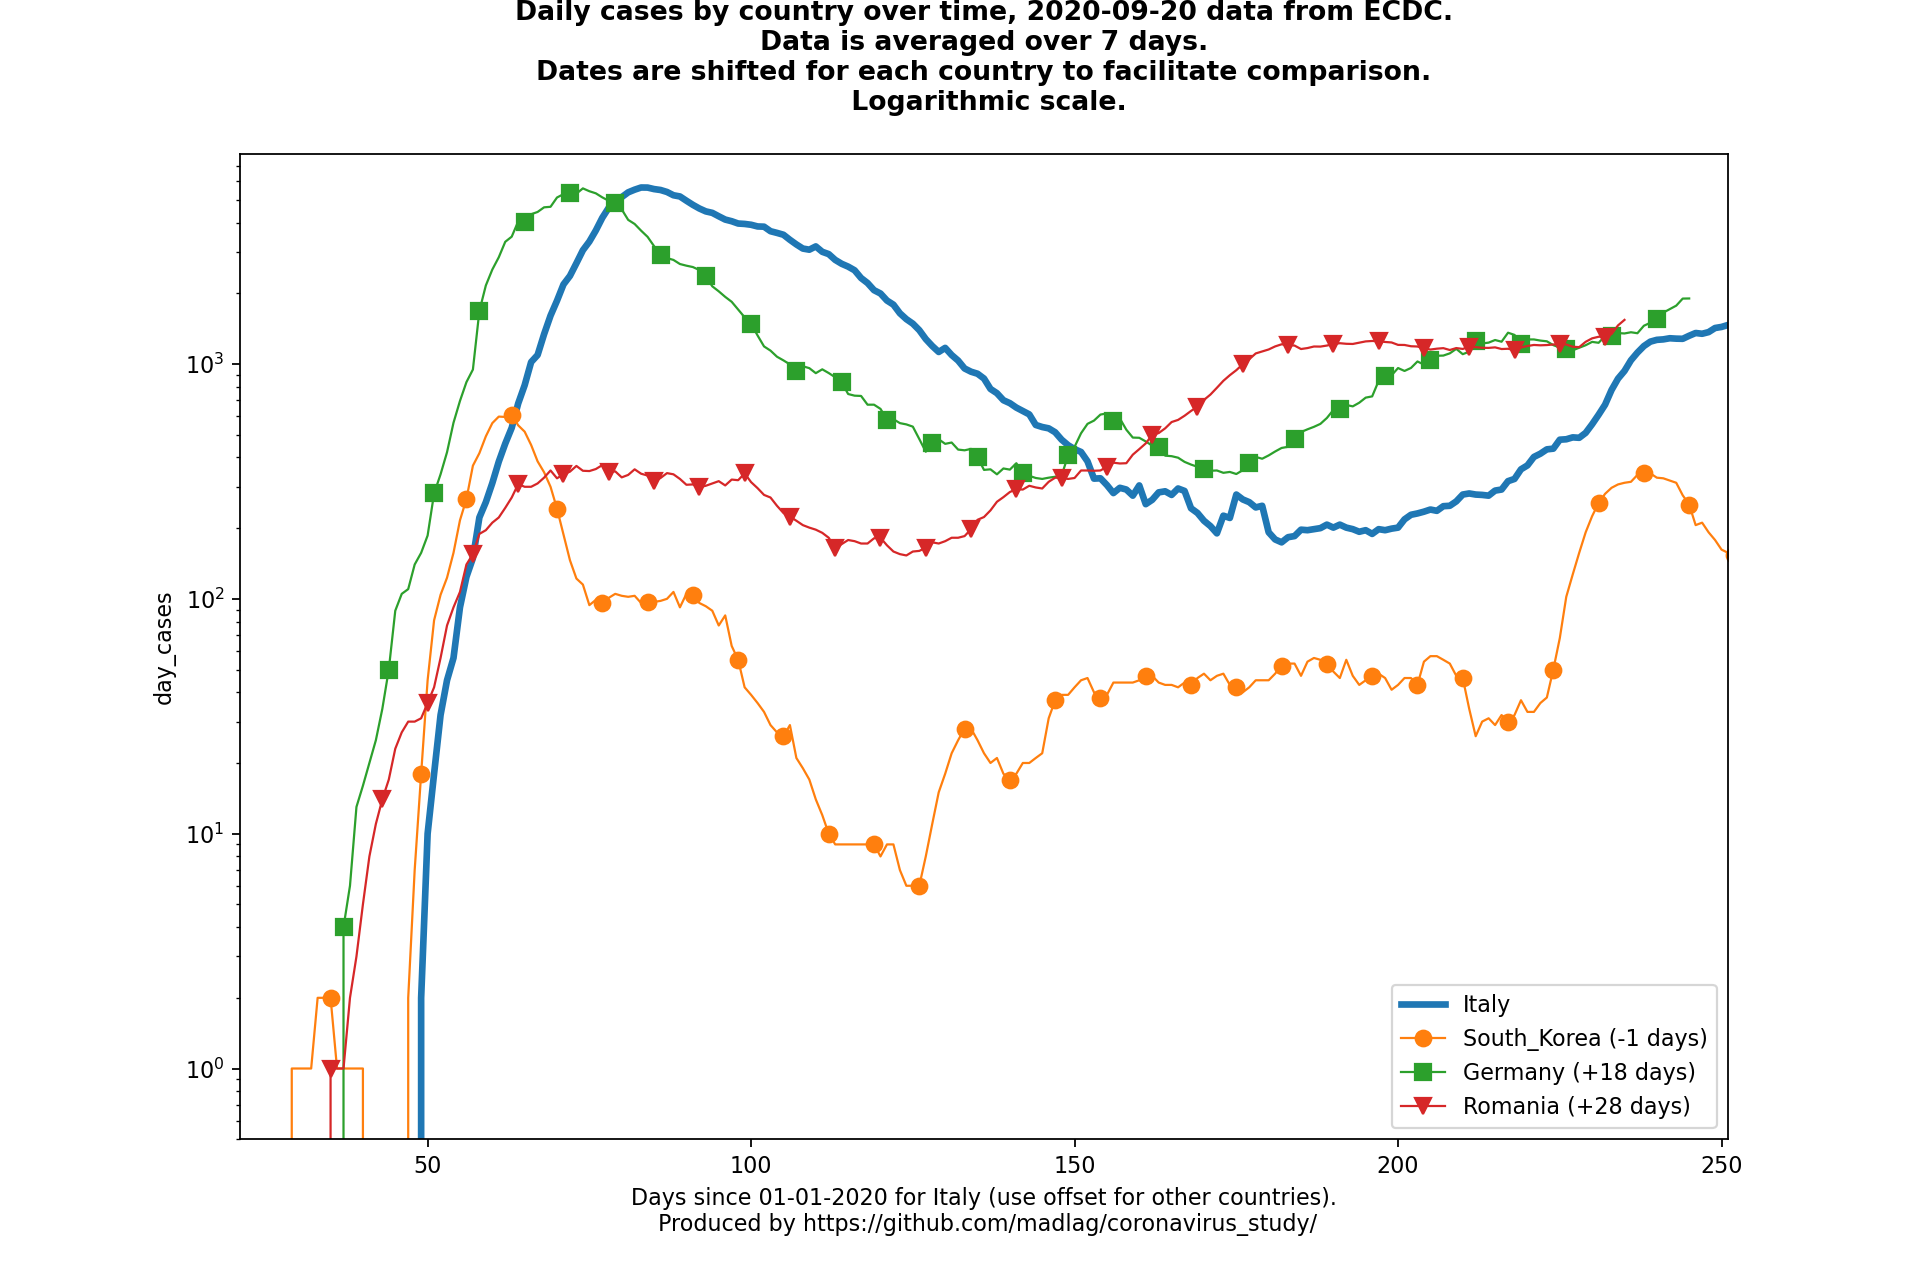 Daily cases by country over time, 2020-09-20 data from ECDC.
Data is averaged over 7 days.
Dates are shifted for each country to facilitate comparison.
Logarithmic scale.
day_cases
10³
10²
10¹
10⁰
50
100
150
200
250
Italy
South_Korea (-1 days)
Germany (+18 days)
Romania (+28 days)
Days since 01-01-2020 for Italy (use offset for other countries).
Produced by https://github.com/madlag/coronavirus_study/